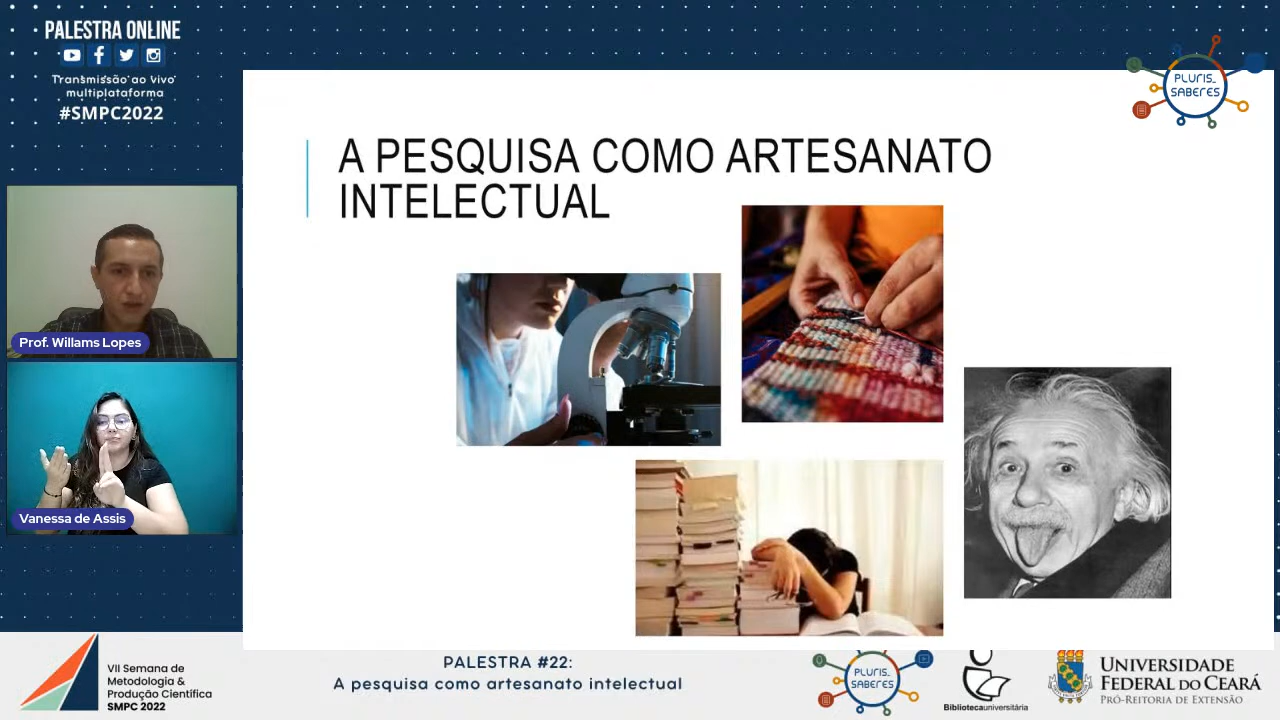 PALESTRA ONLINE
Transmissão ao vivo
multiplataforma
#SMPC2022
PLURIS_
SABERES
A PESQUISA COMO ARTESANATO
INTELECTUAL
Prof. Willams Lopes
Vanessa de Assis
VII Semana de
Metodologia &
Produção Científica
SMPC 2022
PALESTRA #22:
A pesquisa como artesanato intelectual
PLURIS_
SABERES
Bibliotecauniversitária
UNIVERSIDADE
FEDERAL DO CEARÁ
PRÓ-REITORIA DE EXTENSÃO